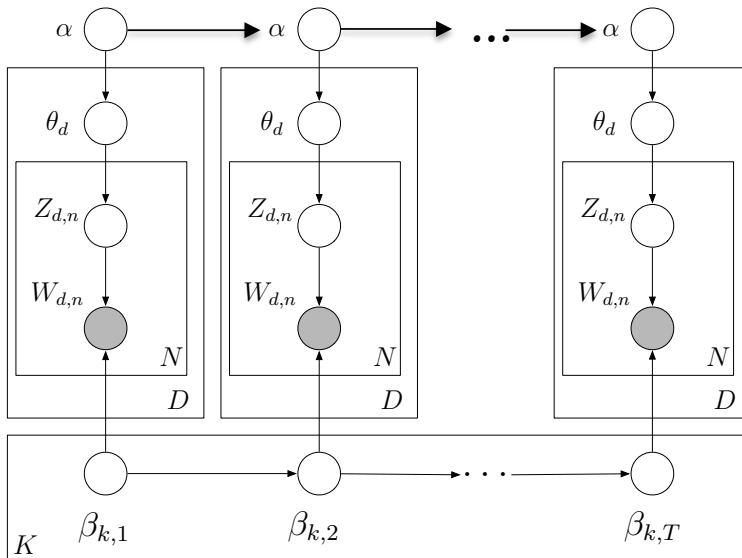 α α ... α
θ_d θ_d θ_d
Z_{d,n} Z_{d,n} Z_{d,n}
W_{d,n} W_{d,n} W_{d,n}
N N N
D D D
. . .
β_{k,1} β_{k,2} β_{k,T}
K